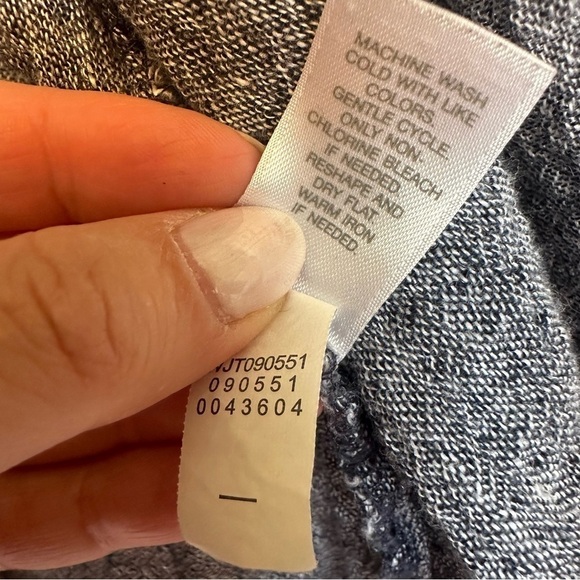 MACHINE WASH
COLD WITH LIKE
COLORS.
GENTLE CYCLE.
ONLY NON
CHLORINE BLEACH
IF NEEDED.
RESHAPE AND
DRY FLAT.
WARM IRON
IF NEEDED.
JT090551
090551
0043604